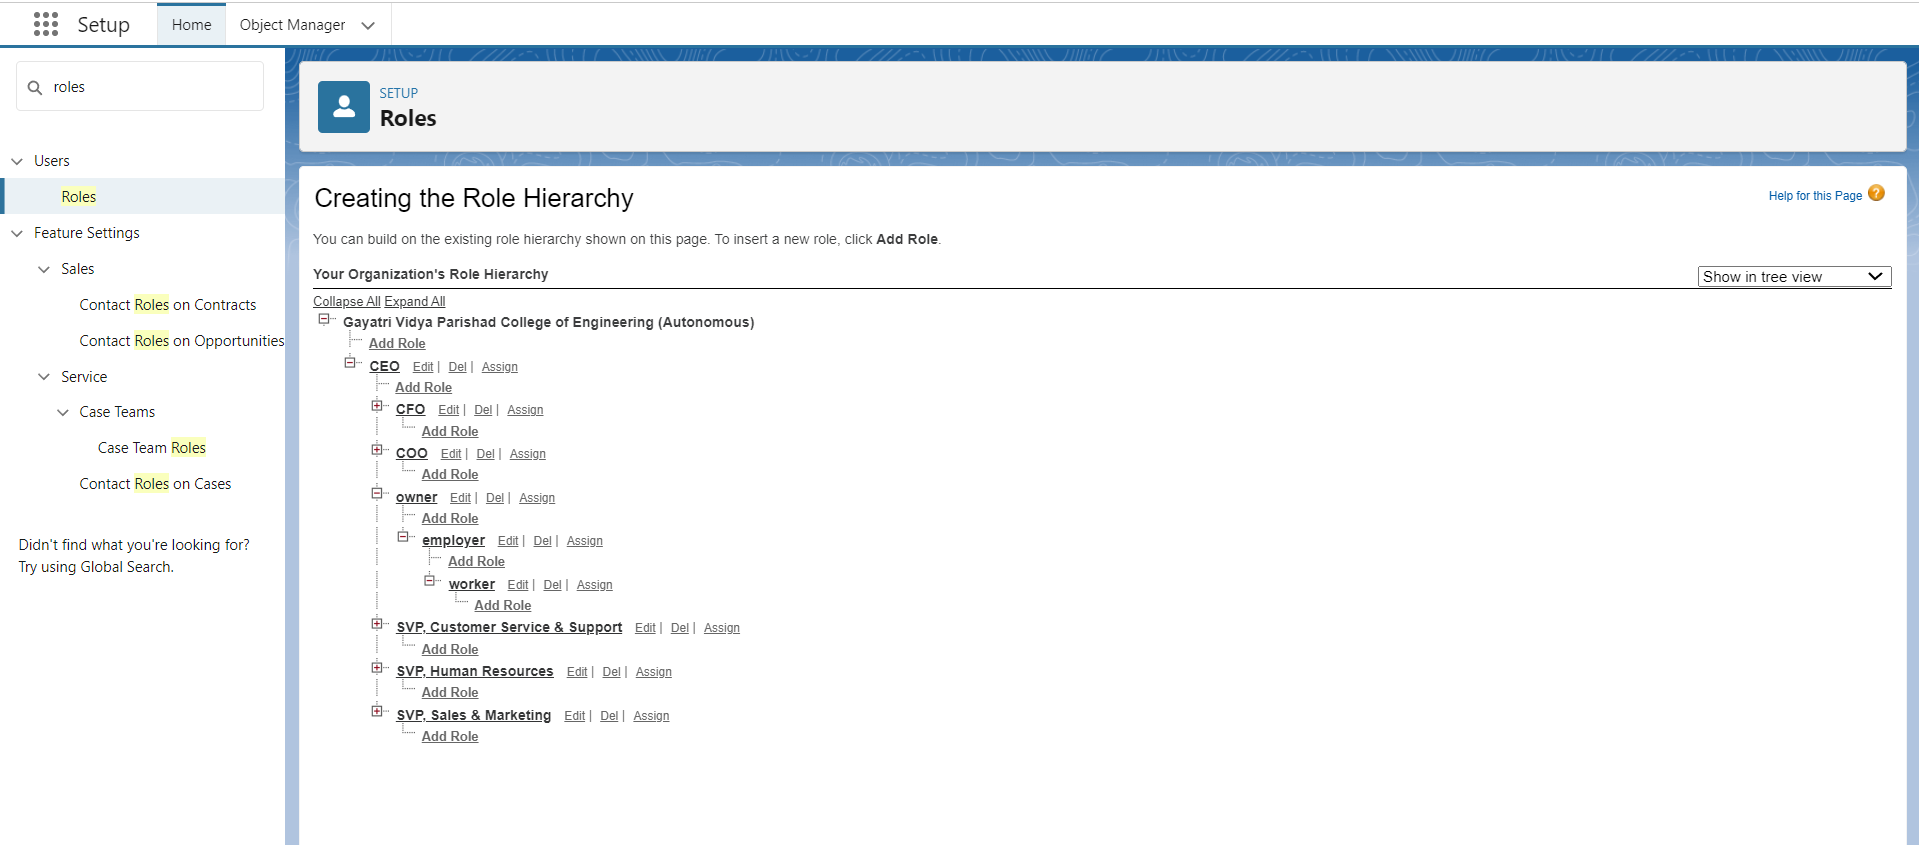 Setup
Home
Object Manager
roles
Users
Roles
Feature Settings
Sales
Contact Roles on Contracts
Contact Roles on Opportunities
Service
Case Teams
Case Team Roles
Contact Roles on Cases
Didn't find what you're looking for?
Try using Global Search.
SETUP
Roles
Creating the Role Hierarchy
Help for this Page ?
You can build on the existing role hierarchy shown on this page. To insert a new role, click Add Role.
Your Organization's Role Hierarchy
Show in tree view
Collapse All Expand All
Gayatri Vidya Parishad College of Engineering (Autonomous)
Add Role
CEO Edit | Del | Assign
Add Role
CFO Edit | Del | Assign
Add Role
COO Edit | Del | Assign
Add Role
owner Edit | Del | Assign
Add Role
employer Edit | Del | Assign
Add Role
worker Edit | Del | Assign
Add Role
SVP, Customer Service & Support Edit | Del | Assign
Add Role
SVP, Human Resources Edit | Del | Assign
Add Role
SVP, Sales & Marketing Edit | Del | Assign
Add Role